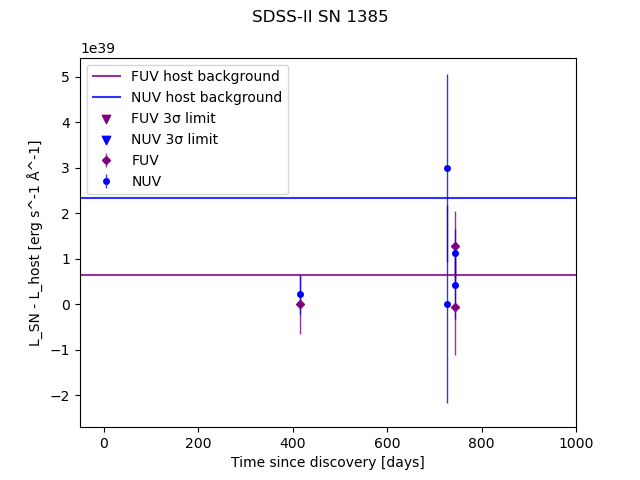 SDSS-II SN 1385
1e39
FUV host background
NUV host background
FUV 3σ limit
NUV 3σ limit
FUV
NUV
L_SN - L_host [erg s^-1 Å^-1]
5
4
3
2
1
0
−1
−2
0 200 400 600 800 1000
Time since discovery [days]